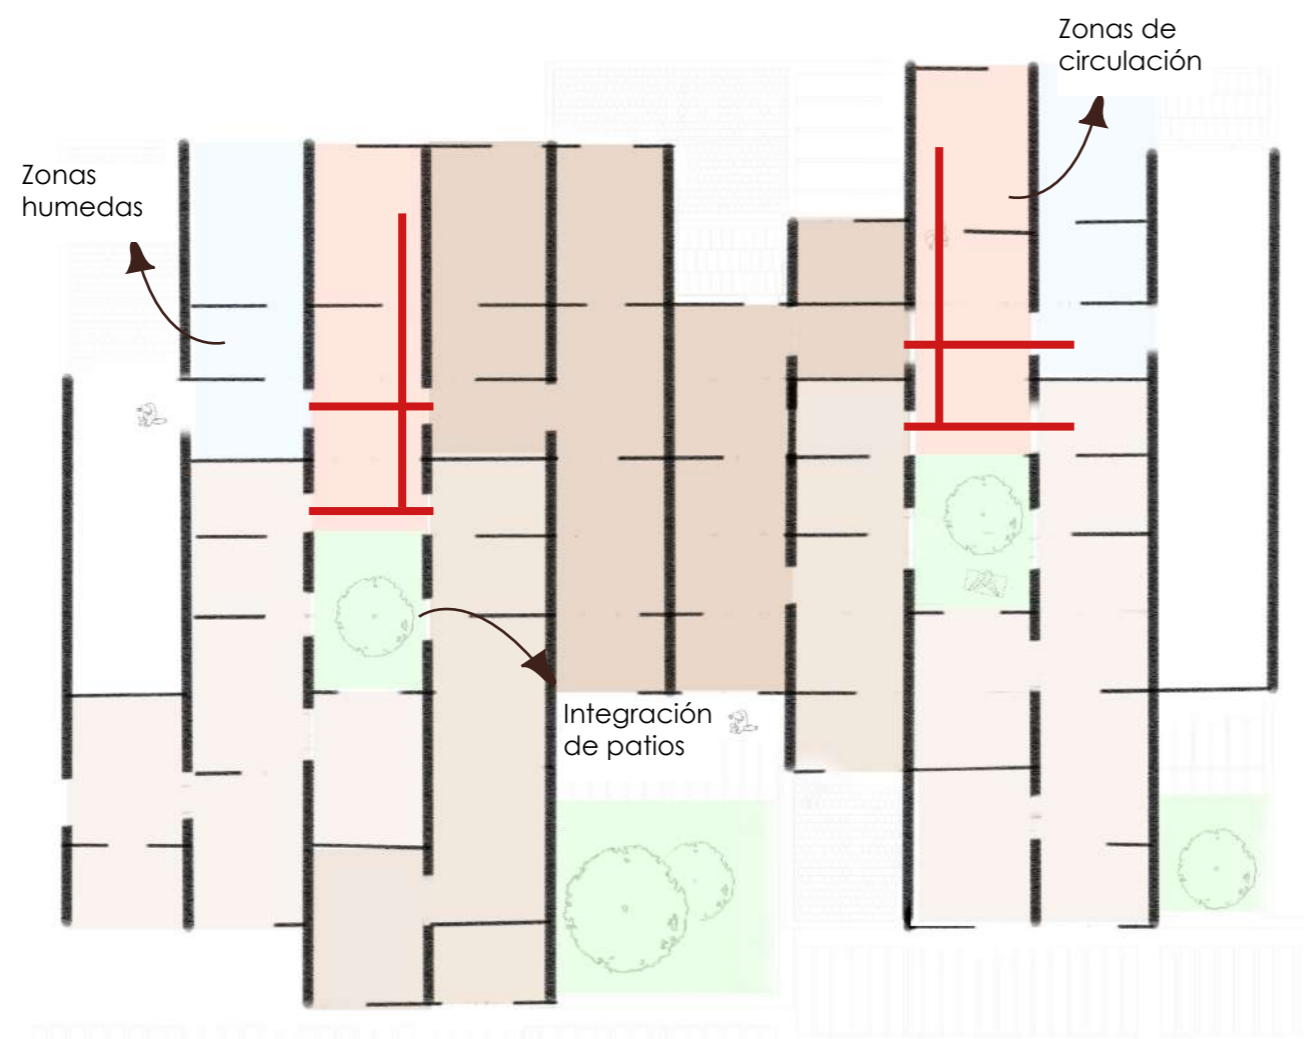 Zonas de
circulación
Zonas
humedas
Integración
de patios